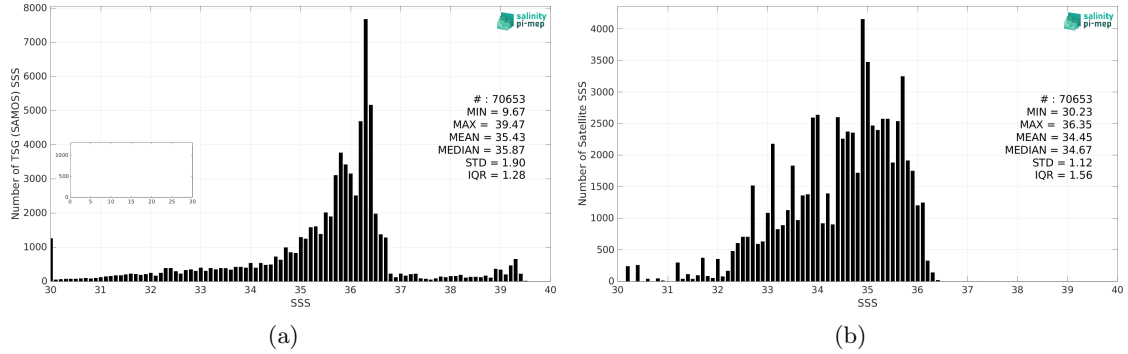 8000
7000
6000
5000
4000
3000
2000
1000
0
Number of TSG (SAMOS) SSS
salinity
pi-mep
# : 70653
MIN = 9.67
MAX = 39.47
MEAN = 35.43
MEDIAN = 35.87
STD = 1.90
IQR = 1.28
1000
500
0
0 5 10 15 20 25 30
30 31 32 33 34 35 36 37 38 39 40
SSS
(a)
4000
3500
3000
2500
2000
1500
1000
500
0
Number of Satellite SSS
salinity
pi-mep
# : 70653
MIN = 30.23
MAX = 36.35
MEAN = 34.45
MEDIAN = 34.67
STD = 1.12
IQR = 1.56
30 31 32 33 34 35 36 37 38 39 40
SSS
(b)